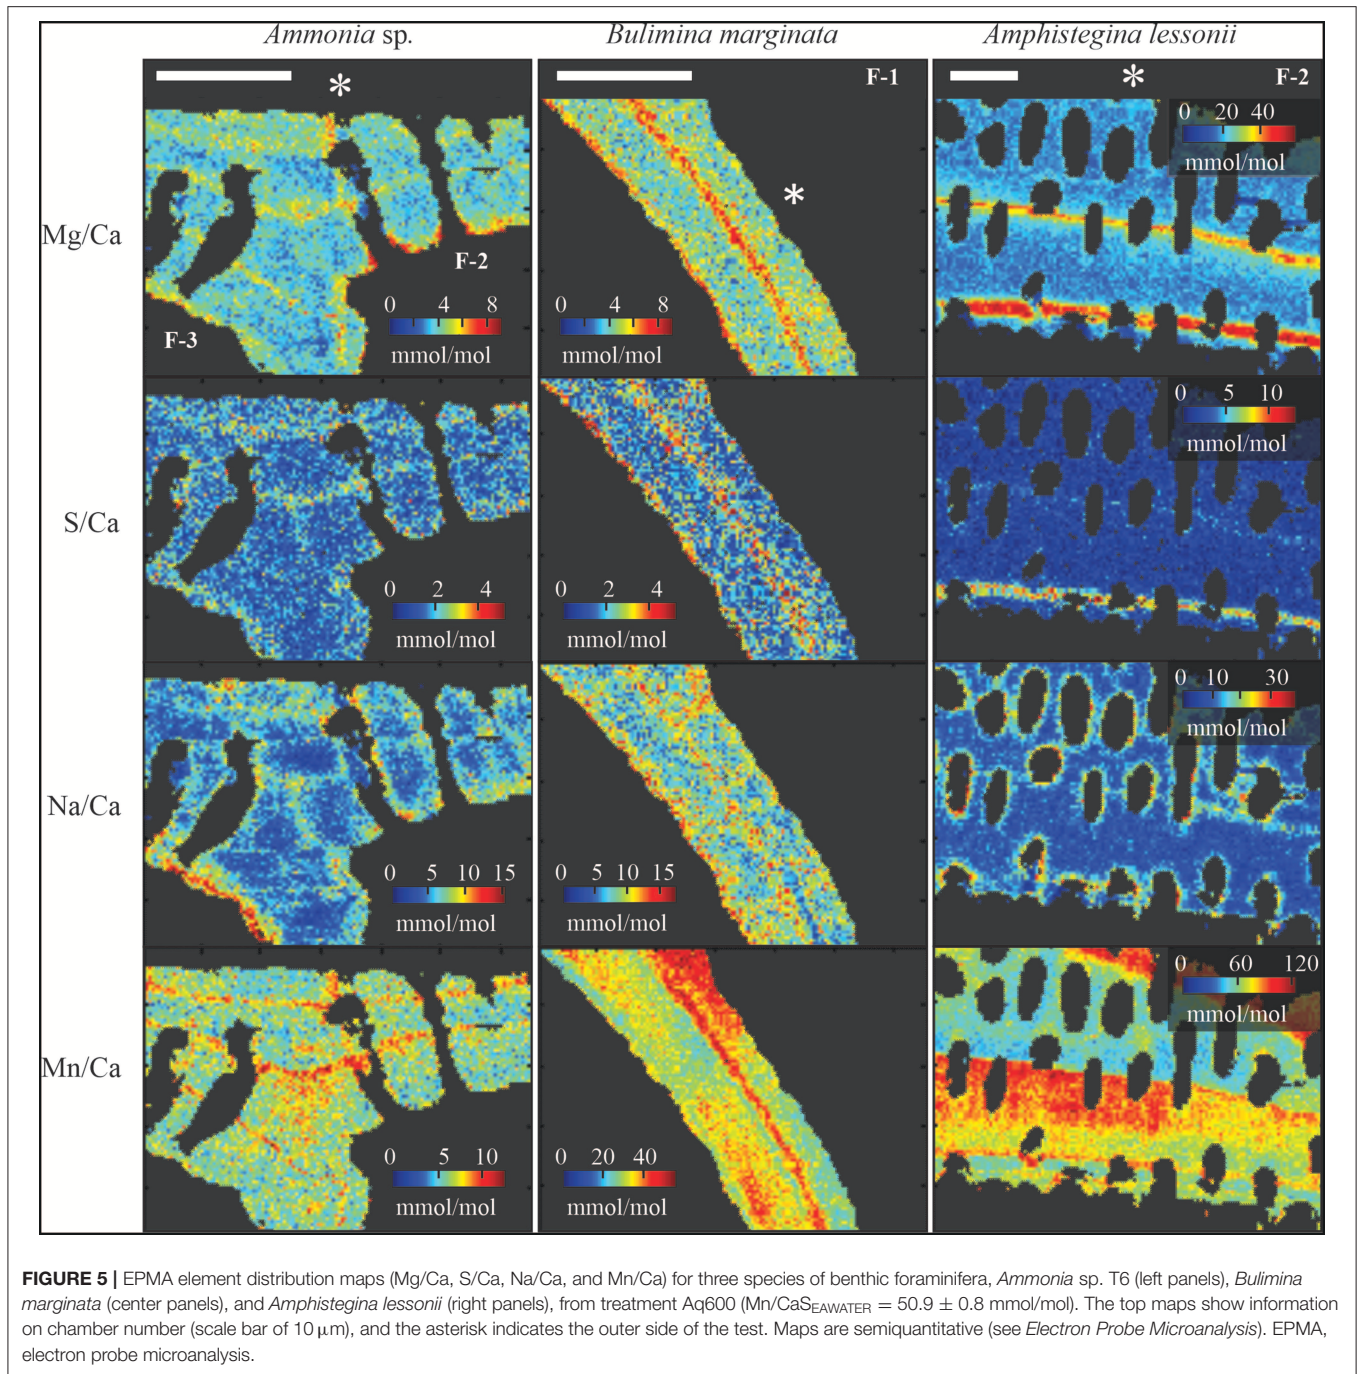 Ammonia sp. Bulimina marginata Amphistegina lessonii
* F-1 * F-2
0 20 40
mmol/mol
*
Mg/Ca
F-2
F-3
0 4 8 0 4 8
mmol/mol mmol/mol
0 5 10
mmol/mol
S/Ca
0 2 4 0 2 4
mmol/mol mmol/mol
0 10 30
mmol/mol
Na/Ca
0 5 10 15 0 5 10 15
mmol/mol mmol/mol
0 60 120
mmol/mol
Mn/Ca
0 5 10 0 20 40
mmol/mol mmol/mol
FIGURE 5 | EPMA element distribution maps (Mg/Ca, S/Ca, Na/Ca, and Mn/Ca) for three species of benthic foraminifera, Ammonia sp. T6 (left panels), Bulimina
marginata (center panels), and Amphistegina lessonii (right panels), from treatment Aq600 (Mn/CaSEAWATER = 50.9 ± 0.8 mmol/mol). The top maps show information
on chamber number (scale bar of 10 μm), and the asterisk indicates the outer side of the test. Maps are semiquantitative (see Electron Probe Microanalysis). EPMA,
electron probe microanalysis.